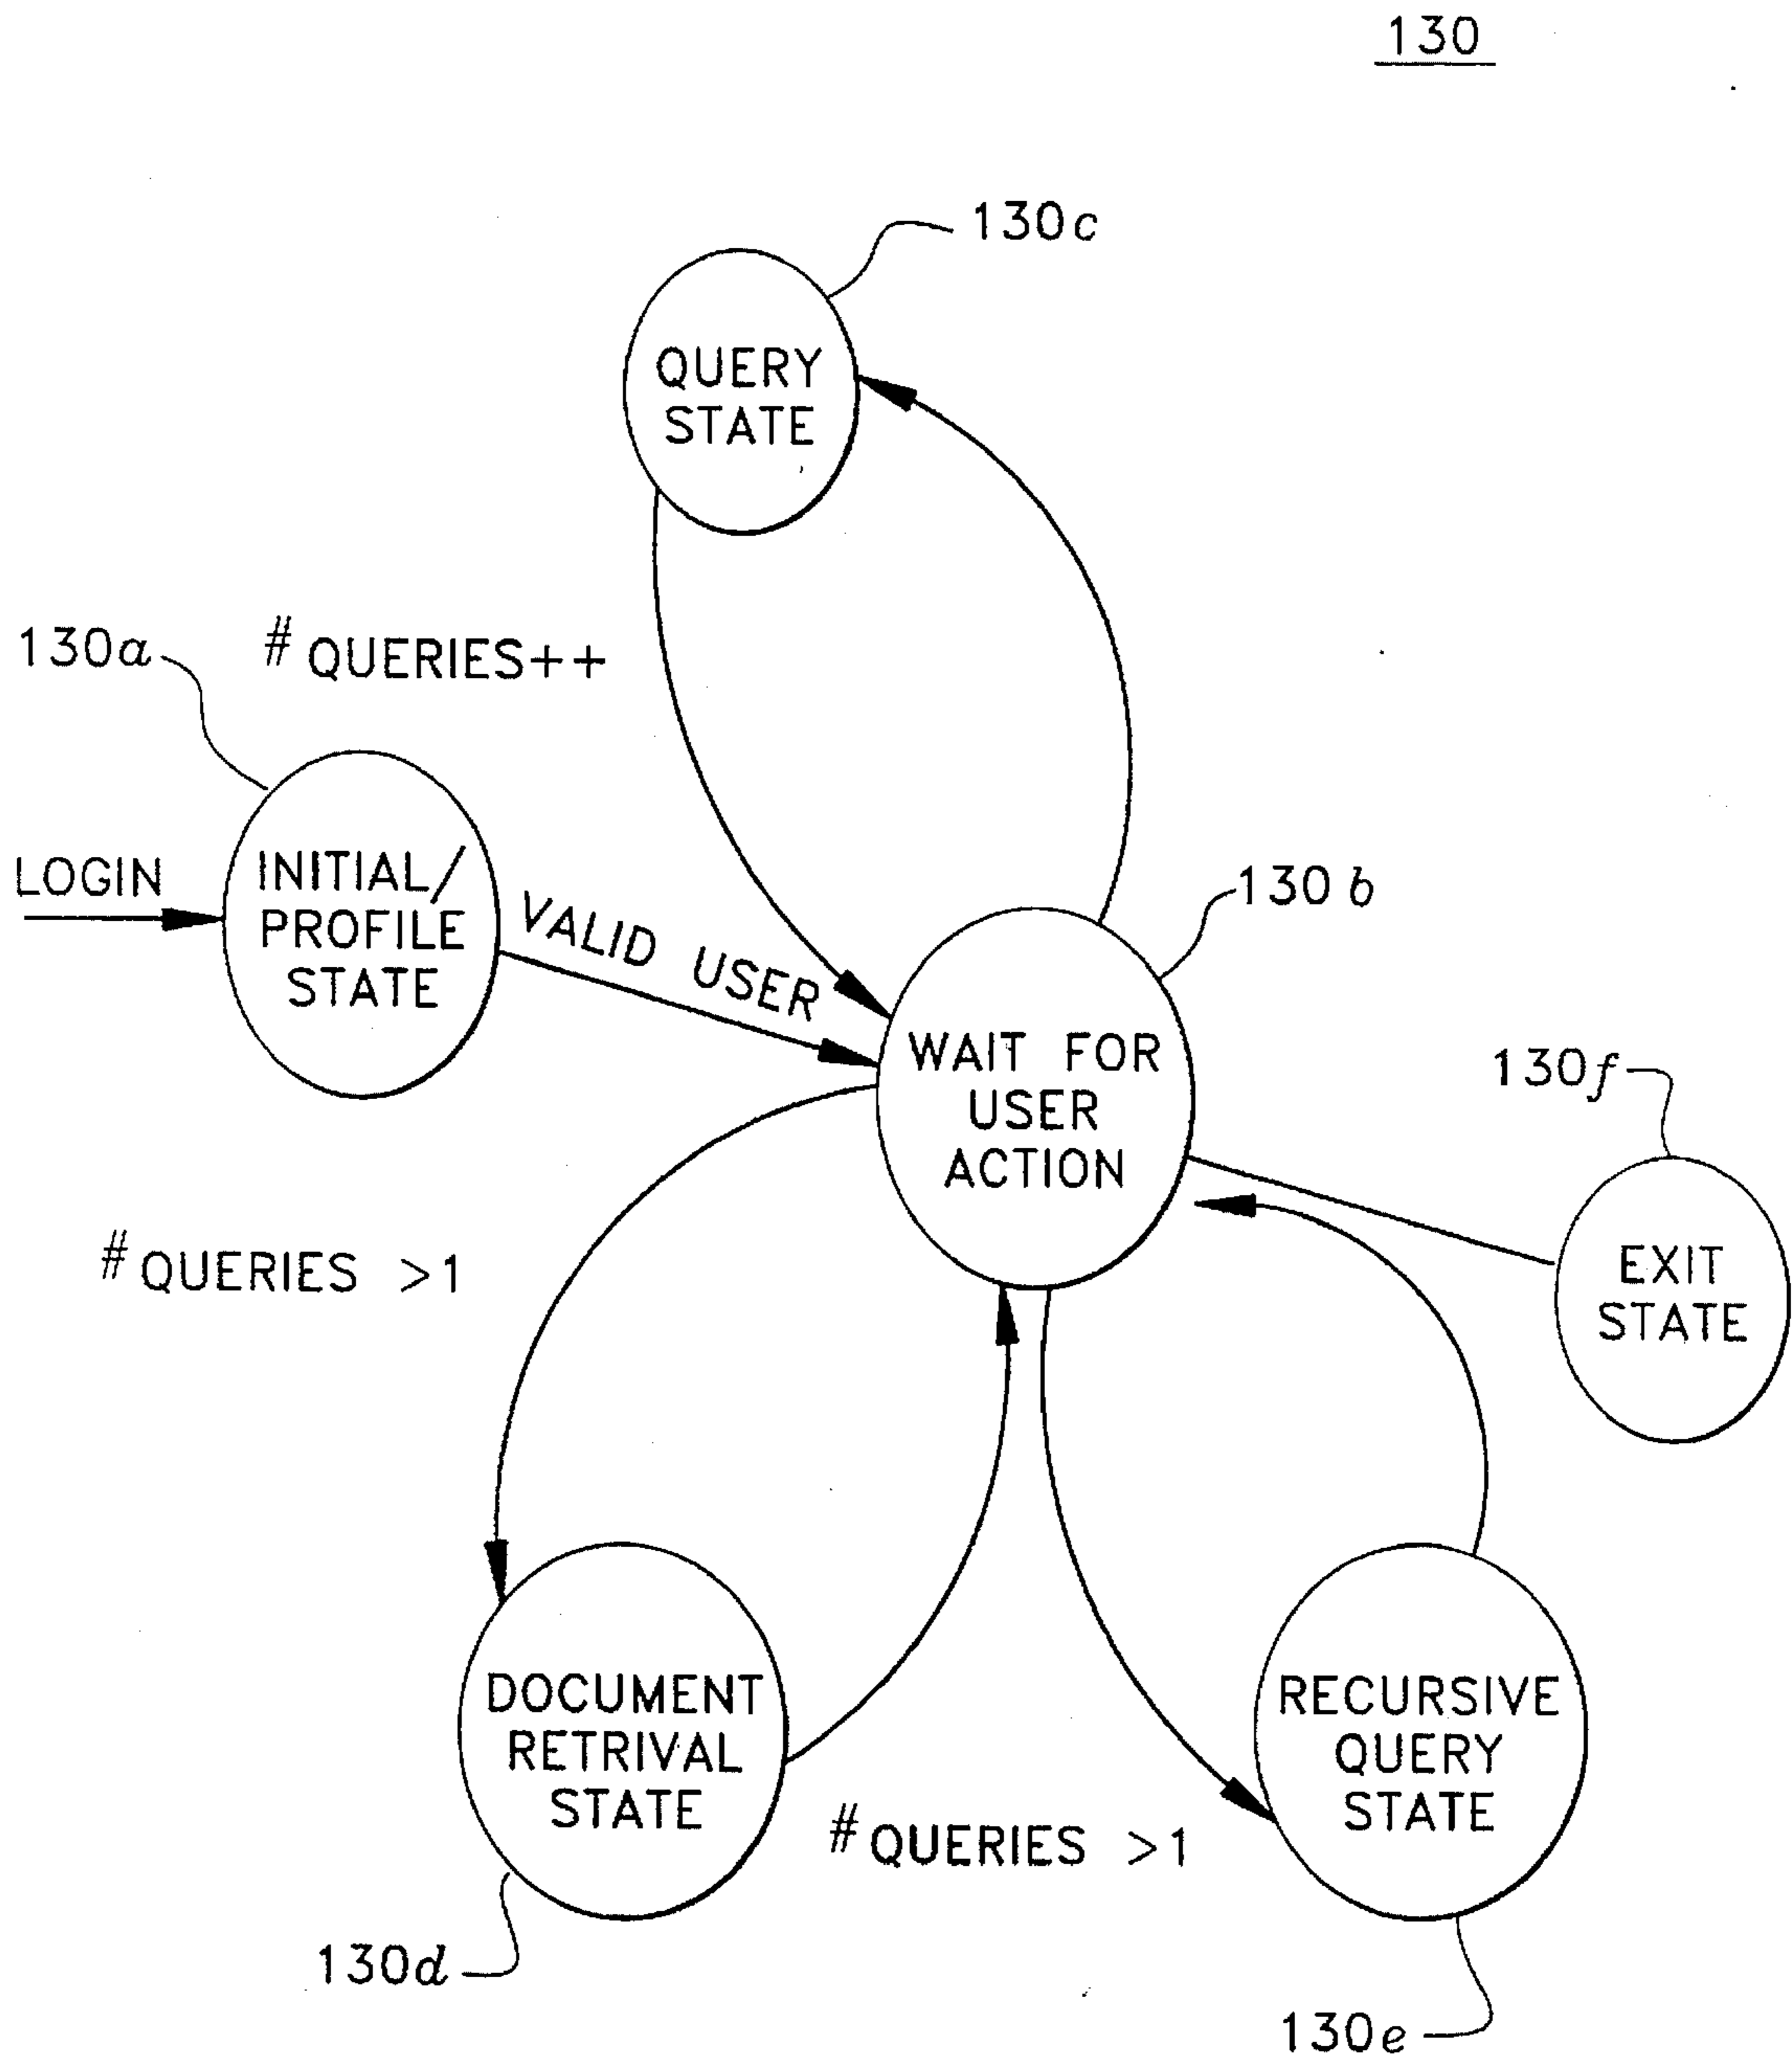 130
130c
QUERY
STATE
130a
# QUERIES++
LOGIN
INITIAL/
PROFILE
STATE
VALID USER
130b
WAIT FOR
USER
ACTION
130f
EXIT
STATE
# QUERIES >1
DOCUMENT
RETRIVAL
STATE
# QUERIES >1
RECURSIVE
QUERY
STATE
130d
130e